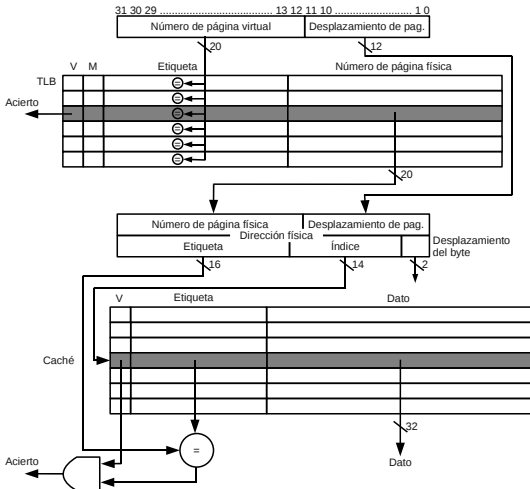 31 30 29 ........................................ 13 12 11 10 .......................... 1 0
Número de página virtual Desplazamiento de pag.
20 12
V M Etiqueta Número de página física
TLB
=
=
Acierto =
=
=
=
20
Número de página física Desplazamiento de pag.
Dirección física
Etiqueta Índice Desplazamiento
del byte
16 14 2
V Etiqueta Dato
Caché
32
=
Acierto Dato